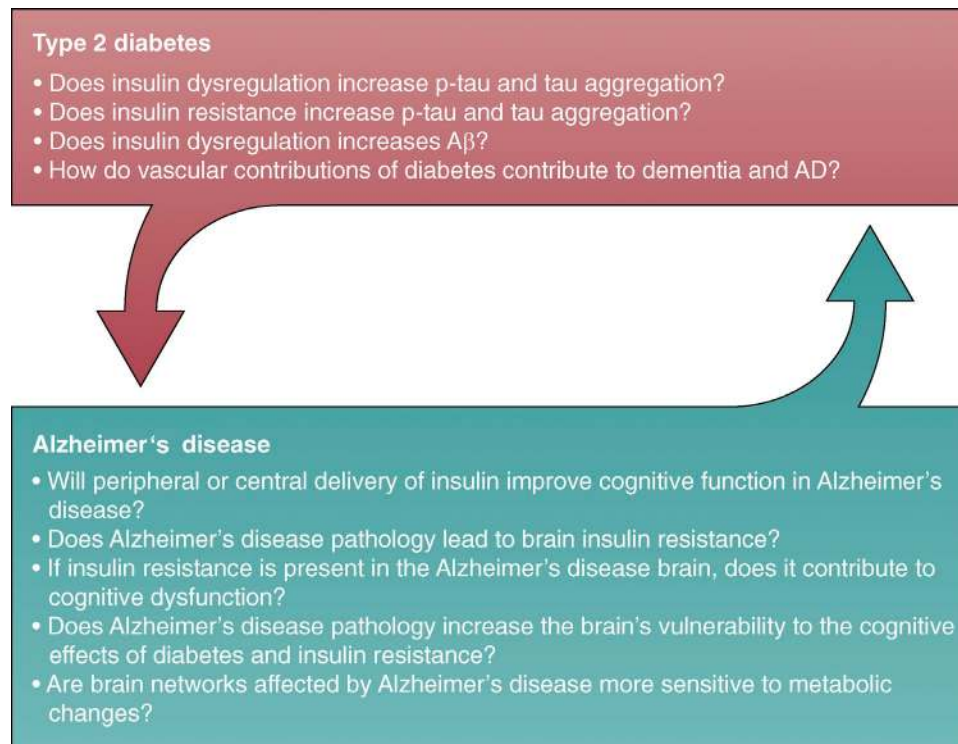 Type 2 diabetes
• Does insulin dysregulation increase p-tau and tau aggregation?
• Does insulin resistance increase p-tau and tau aggregation?
• Does insulin dysregulation increases Aβ?
• How do vascular contributions of diabetes contribute to dementia and AD?
Alzheimer‘s disease
• Will peripheral or central delivery of insulin improve cognitive function in Alzheimer’s
disease?
• Does Alzheimer’s disease pathology lead to brain insulin resistance?
• If insulin resistance is present in the Alzheimer’s disease brain, does it contribute to
cognitive dysfunction?
• Does Alzheimer’s disease pathology increase the brain’s vulnerability to the cognitive
effects of diabetes and insulin resistance?
• Are brain networks affected by Alzheimer’s disease more sensitive to metabolic
changes?